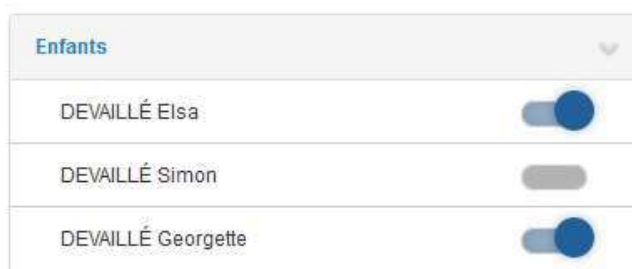 Enfants
DEVAILLÉ Elsa
DEVAILLÉ Simon
DEVAILLÉ Georgette